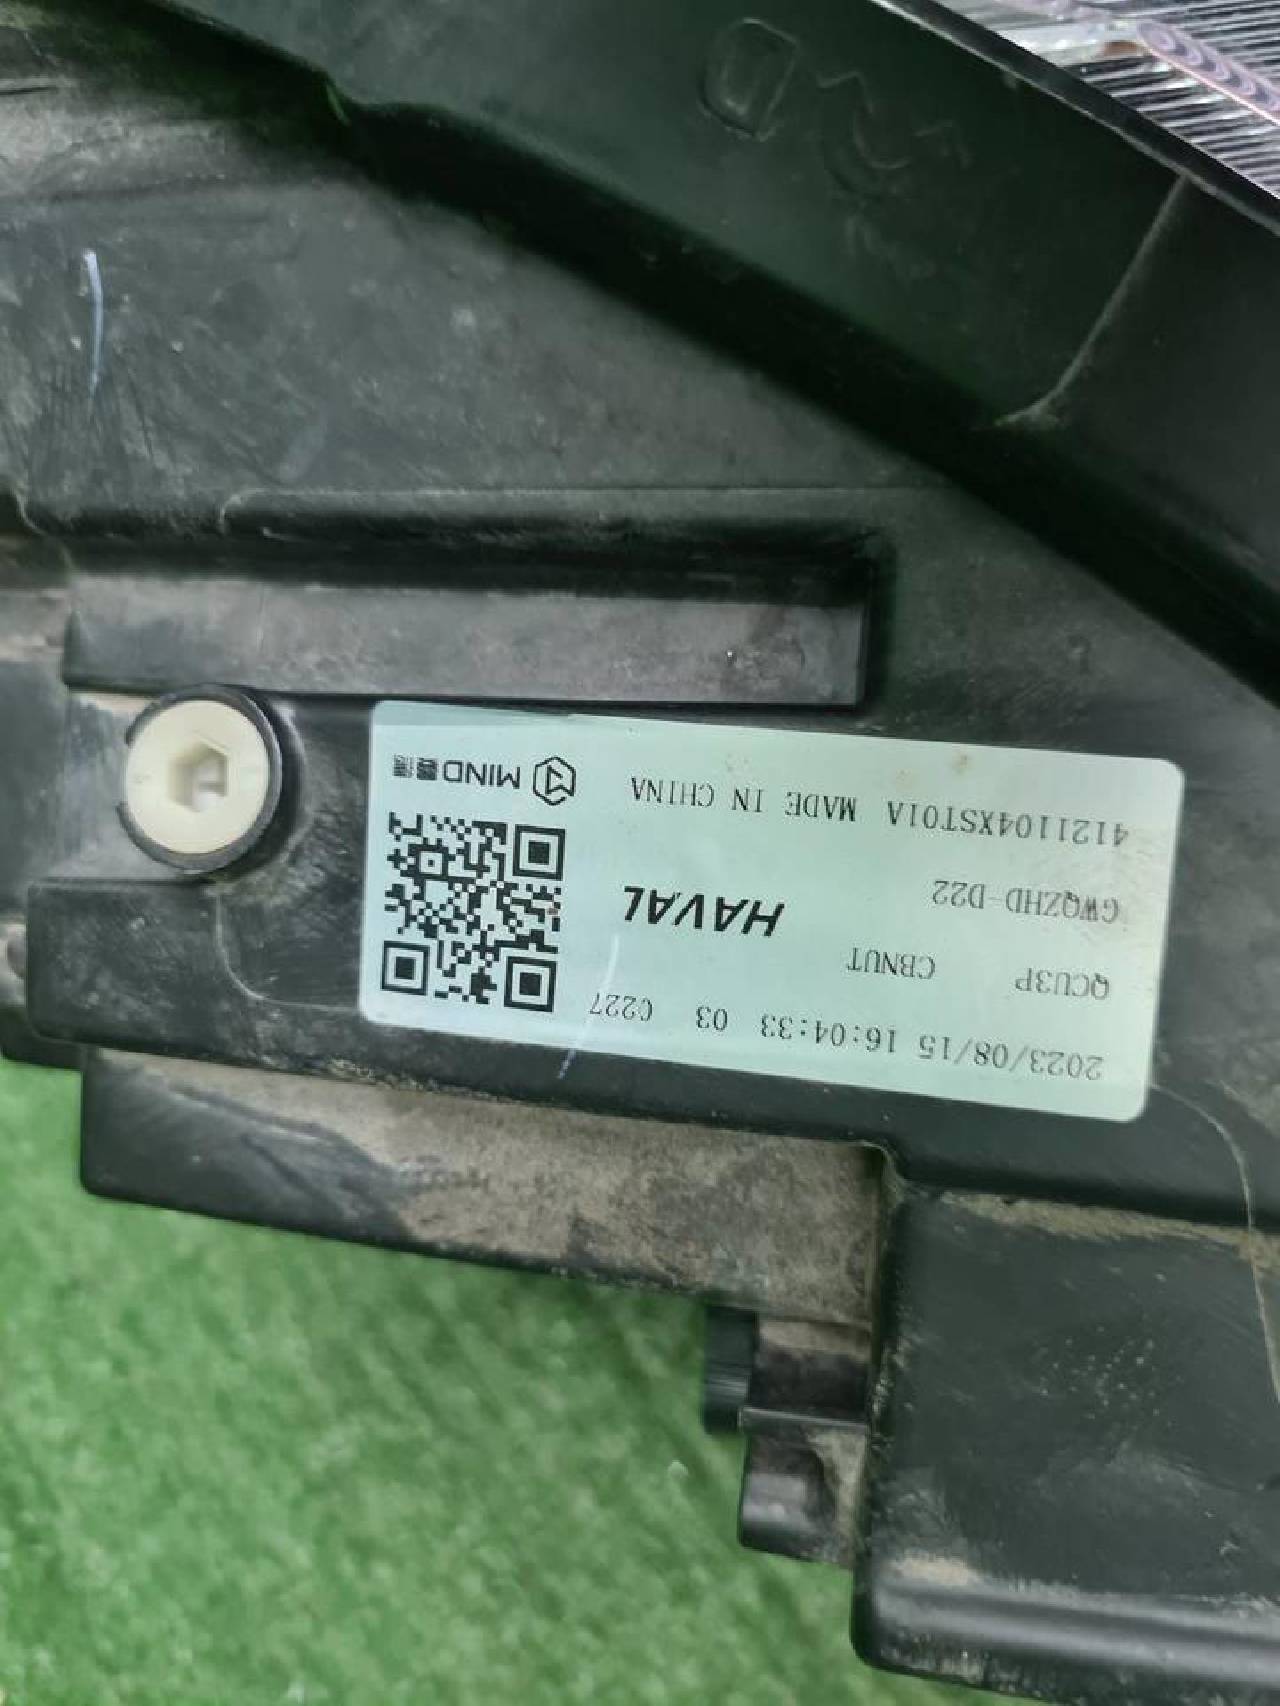 2023/08/15 16:04:33 03 C227
QCU3P CBNUT
GWQZHD-D22
HAVAL
4121104XST01A MADE IN CHINA
MIND